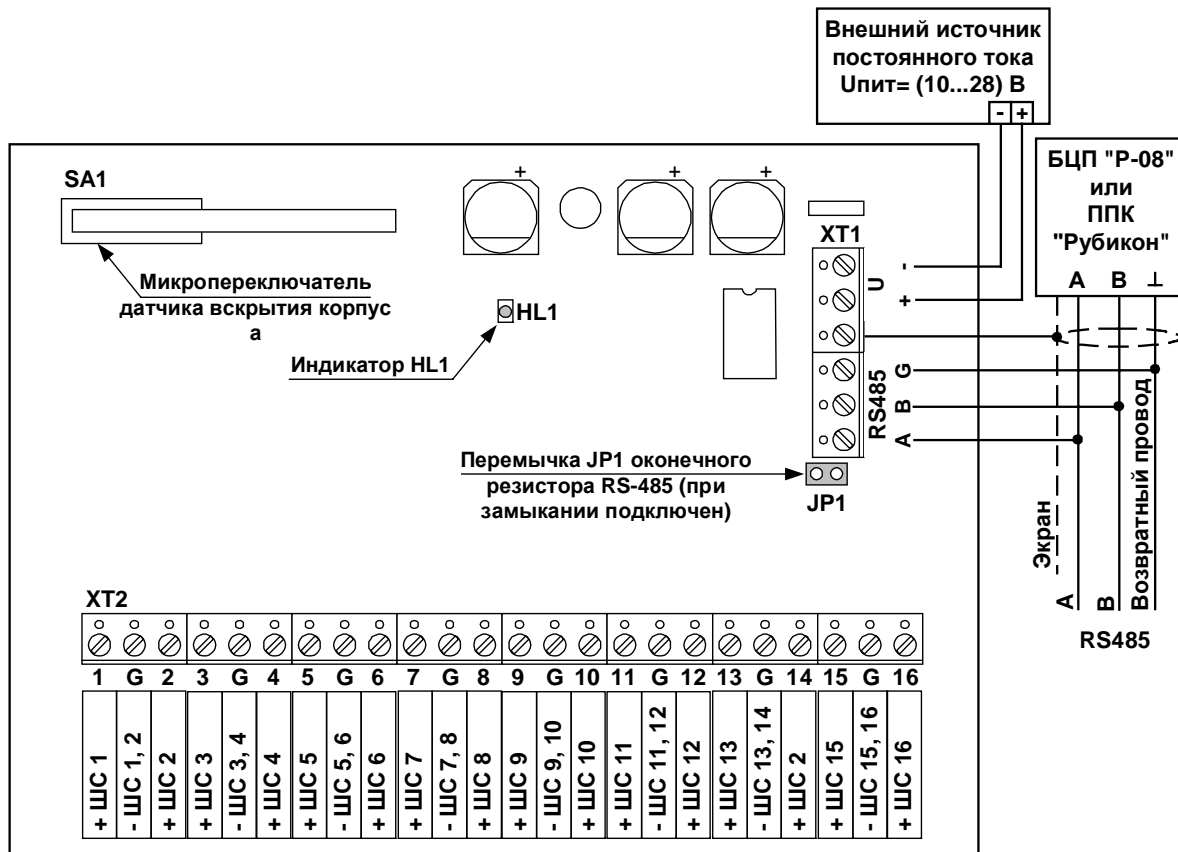 Внешний источник
постоянного тока
Uпит= (10...28) В
- +
БЦП "Р-08"
или
ППК
"Рубикон"
A B ⊥
SA1
+
+
+
XT1
U
-
+
Микропереключатель
датчика вскрытия корпус
а
HL1
Индикатор HL1
RS485
G
B
A
Перемычка JP1 оконечного
резистора RS-485 (при
замыкании подключен)
JP1
Экран
Возвратный провод
A
B
RS485
XT2
1 G 2 3 G 4 5 G 6 7 G 8 9 G 10 11 G 12 13 G 14 15 G 16
+ ШС 1
- ШС 1, 2
+ ШС 2
+ ШС 3
- ШС 3, 4
+ ШС 4
+ ШС 5
- ШС 5, 6
+ ШС 6
+ ШС 7
- ШС 7, 8
+ ШС 8
+ ШС 9
- ШС 9, 10
+ ШС 10
+ ШС 11
- ШС 11, 12
+ ШС 12
+ ШС 13
- ШС 13, 14
+ ШС 2
+ ШС 15
- ШС 15, 16
+ ШС 16